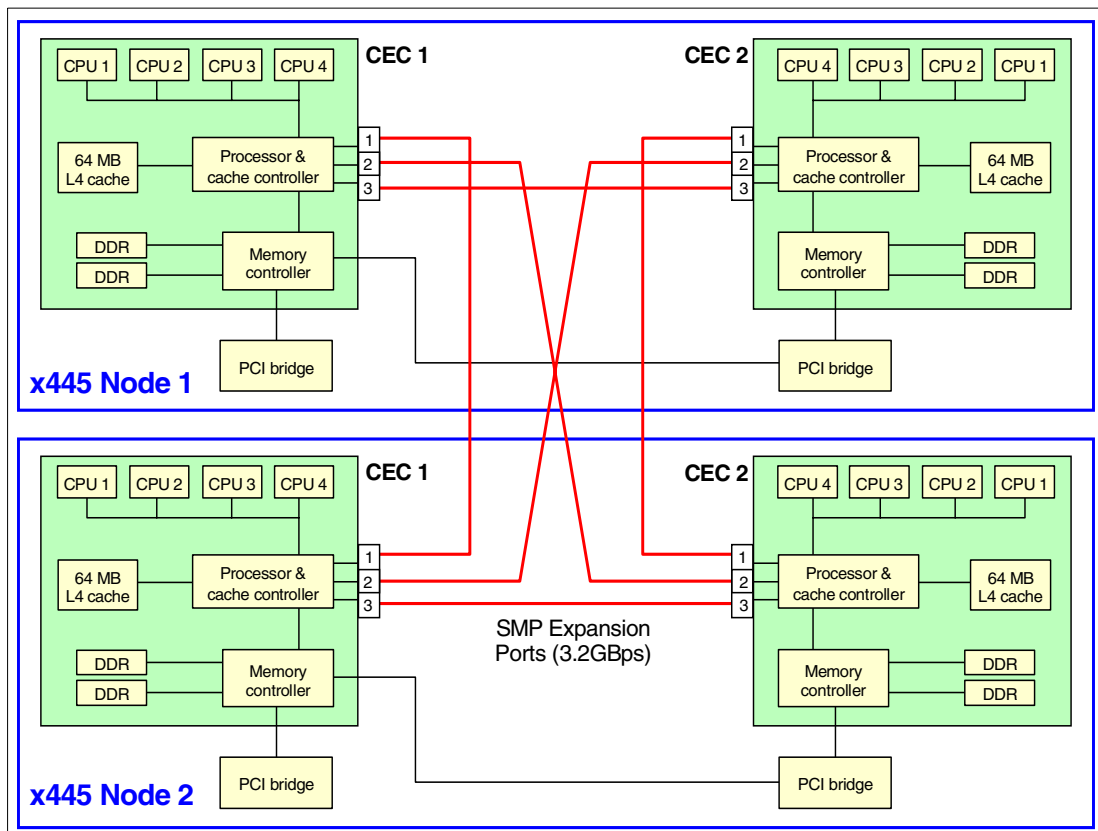 CEC 1
CPU 1 CPU 2 CPU 3 CPU 4
64 MB
L4 cache
Processor &
cache controller
1
2
3
DDR
DDR
Memory
controller
PCI bridge
x445 Node 1
CEC 2
CPU 4 CPU 3 CPU 2 CPU 1
1
2
3
Processor &
cache controller
64 MB
L4 cache
Memory
controller
DDR
DDR
PCI bridge
CEC 1
CPU 1 CPU 2 CPU 3 CPU 4
64 MB
L4 cache
Processor &
cache controller
1
2
3
DDR
DDR
Memory
controller
PCI bridge
x445 Node 2
SMP Expansion
Ports (3.2GBps)
CEC 2
CPU 4 CPU 3 CPU 2 CPU 1
1
2
3
Processor &
cache controller
64 MB
L4 cache
Memory
controller
DDR
DDR
PCI bridge